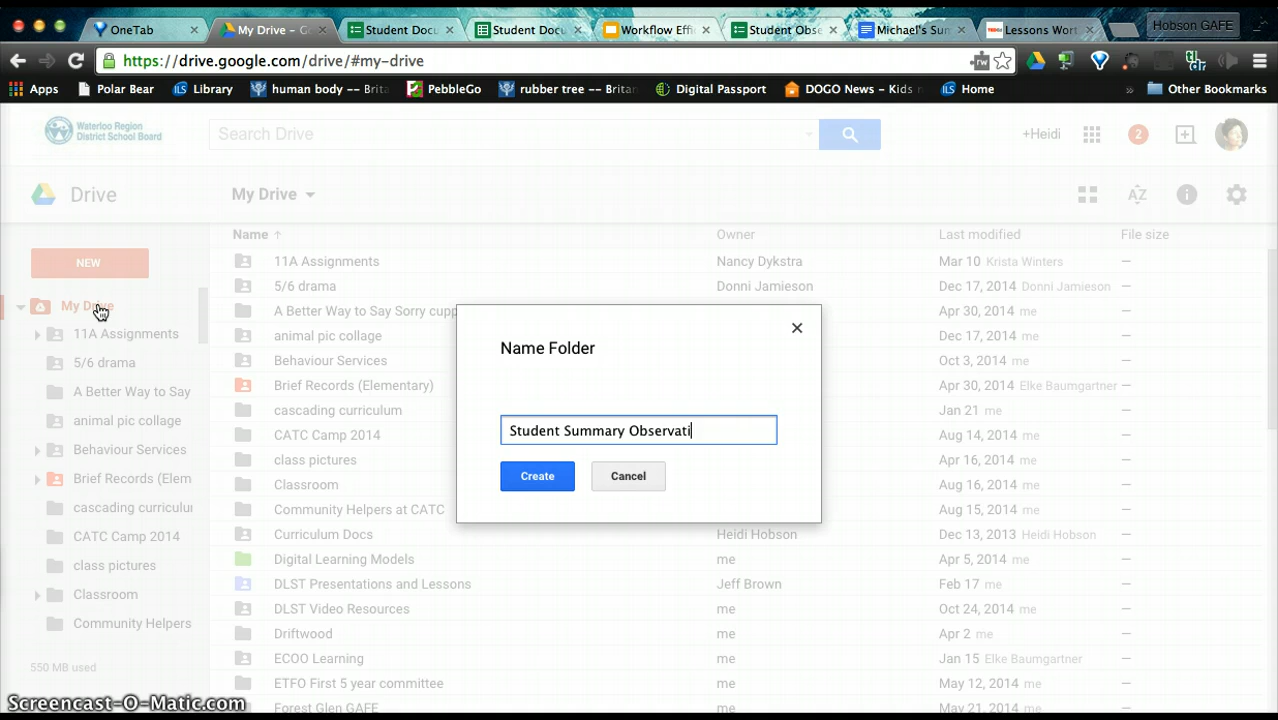 OneTab
My Drive - Go
Student Docu
Student Docu
Workflow Effi
Student Obse
Michael's Sum
Lessons Wort
Hobson GAFE
https://drive.google.com/drive/#my-drive
Apps
Polar Bear
Library
human body -- Brita
PebbleGo
rubber tree -- Britan
Digital Passport
DOGO News - Kids n
Home
»
Other Bookmarks
Waterloo Region
District School Board
Search Drive
+Heidi
2
Drive
My Drive
NEW
Name
Owner
Last modified
File size
My Drive
11A Assignments
5/6 drama
A Better Way to Say
animal pic collage
Behaviour Services
Brief Records (Elem
cascading curriculu
CATC Camp 2014
class pictures
Classroom
Community Helpers
550 MB used
11A Assignments Nancy Dykstra Mar 10 Krista Winters —
5/6 drama Donni Jamieson Dec 17, 2014 Donni Jamieson —
A Better Way to Say Sorry cupp Apr 30, 2014 me —
animal pic collage Dec 17, 2014 me —
Behaviour Services Oct 3, 2014 me —
Brief Records (Elementary) Apr 30, 2014 Elke Baumgartner —
cascading curriculum Jan 21 me —
CATC Camp 2014 Aug 14, 2014 me —
class pictures Apr 16, 2014 me —
Classroom Aug 16, 2014 me —
Community Helpers at CATC Aug 15, 2014 me —
Curriculum Docs Heidi Hobson Dec 13, 2013 Heidi Hobson —
Digital Learning Models me Apr 5, 2014 me —
DLST Presentations and Lessons Jeff Brown Feb 17 me —
DLST Video Resources me Oct 24, 2014 me —
Driftwood me Apr 2 me —
ECOO Learning me Jan 15 Elke Baumgartner —
ETFO First 5 year committee me May 12, 2014 me —
Forest Glen GAFE me May 21, 2014 me —
Name Folder
Student Summary Observati
Create
Cancel
Screencast-O-Matic.com